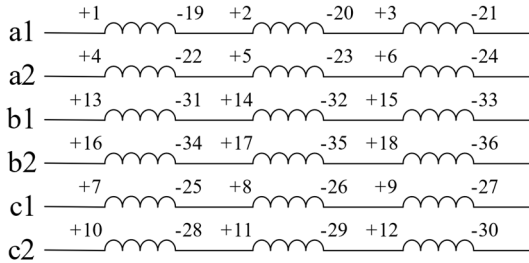 a1 +1 -19 +2 -20 +3 -21
a2 +4 -22 +5 -23 +6 -24
b1 +13 -31 +14 -32 +15 -33
b2 +16 -34 +17 -35 +18 -36
c1 +7 -25 +8 -26 +9 -27
c2 +10 -28 +11 -29 +12 -30